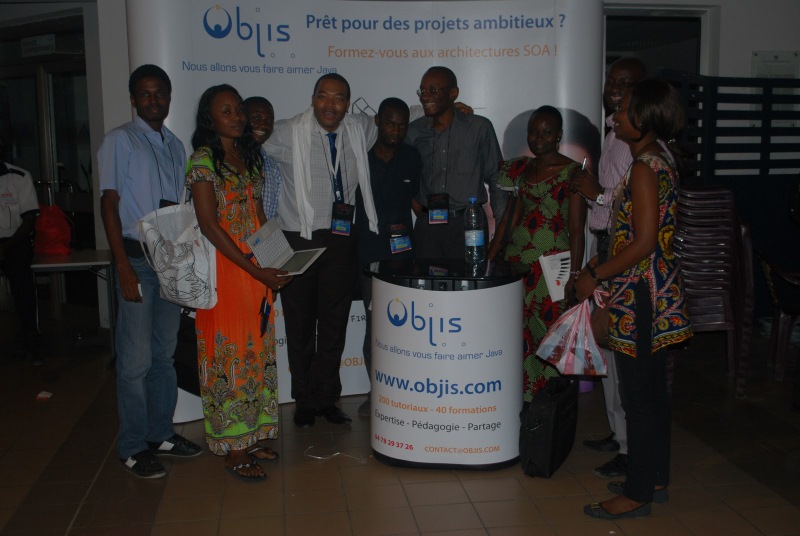 Objis
Prêt pour des projets ambitieux ?
Formez-vous aux architectures SOA !
Nous allons vous faire aimer Java
Objis
Nous allons vous faire aimer Java
www.objis.com
200 tutoriaux - 40 formations
Expertise - Pédagogie - Partage
04 78 29 37 26
CONTACT@OBJIS.COM